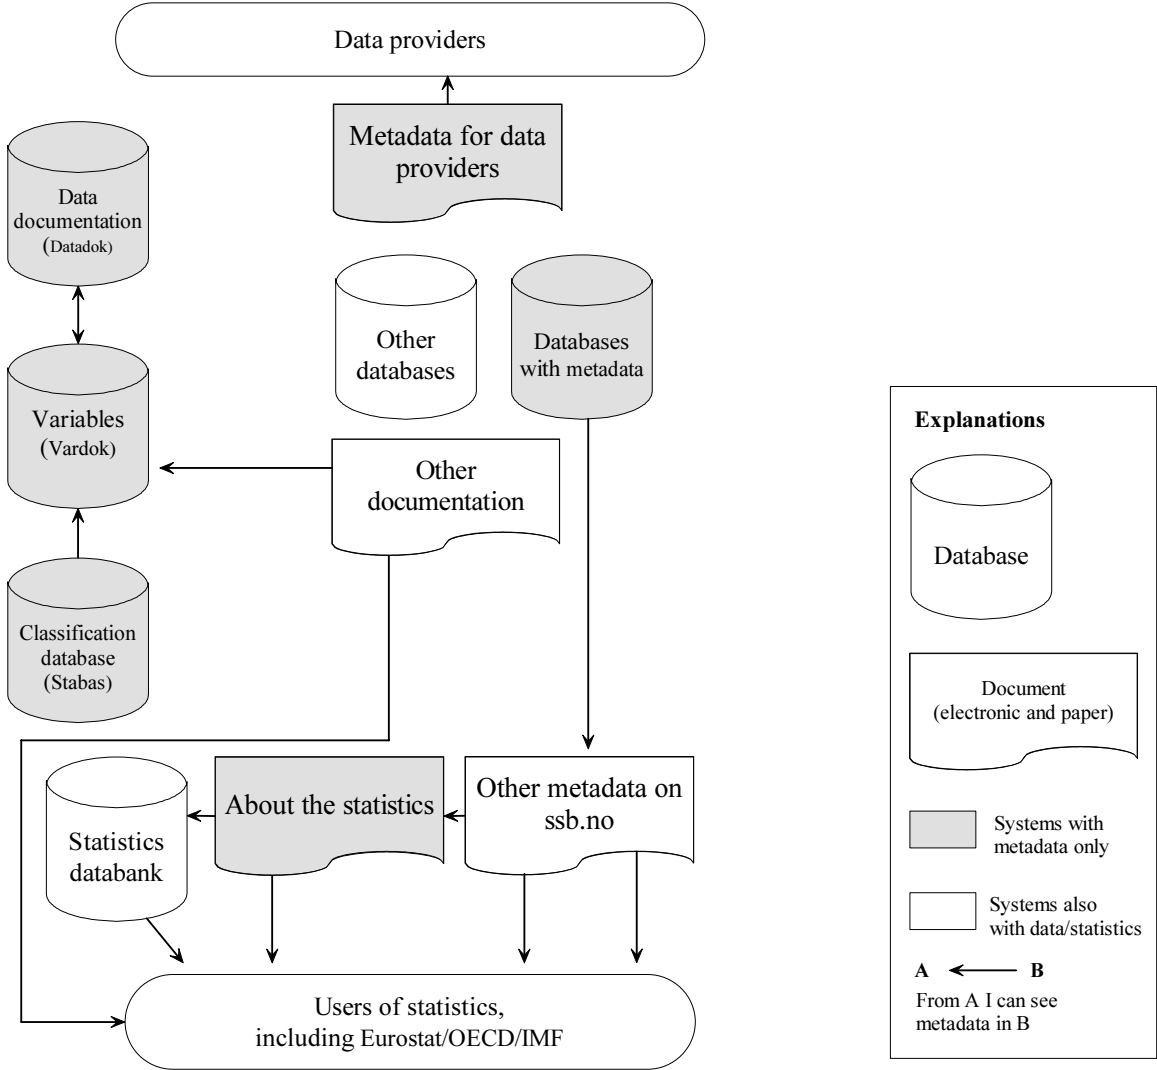 Data providers
Metadata for data
providers
Data
documentation
(Datadok)
Other
databases
Databases
with metadata
Variables
(Vardok)
Other
documentation
Classification
database
(Stabas)
Statistics
databank
About the statistics
Other metadata on
ssb.no
Users of statistics,
including Eurostat/OECD/IMF
Explanations
Database
Document
(electronic and paper)
Systems with
metadata only
Systems also
with data/statistics
A B
From A I can see
metadata in B